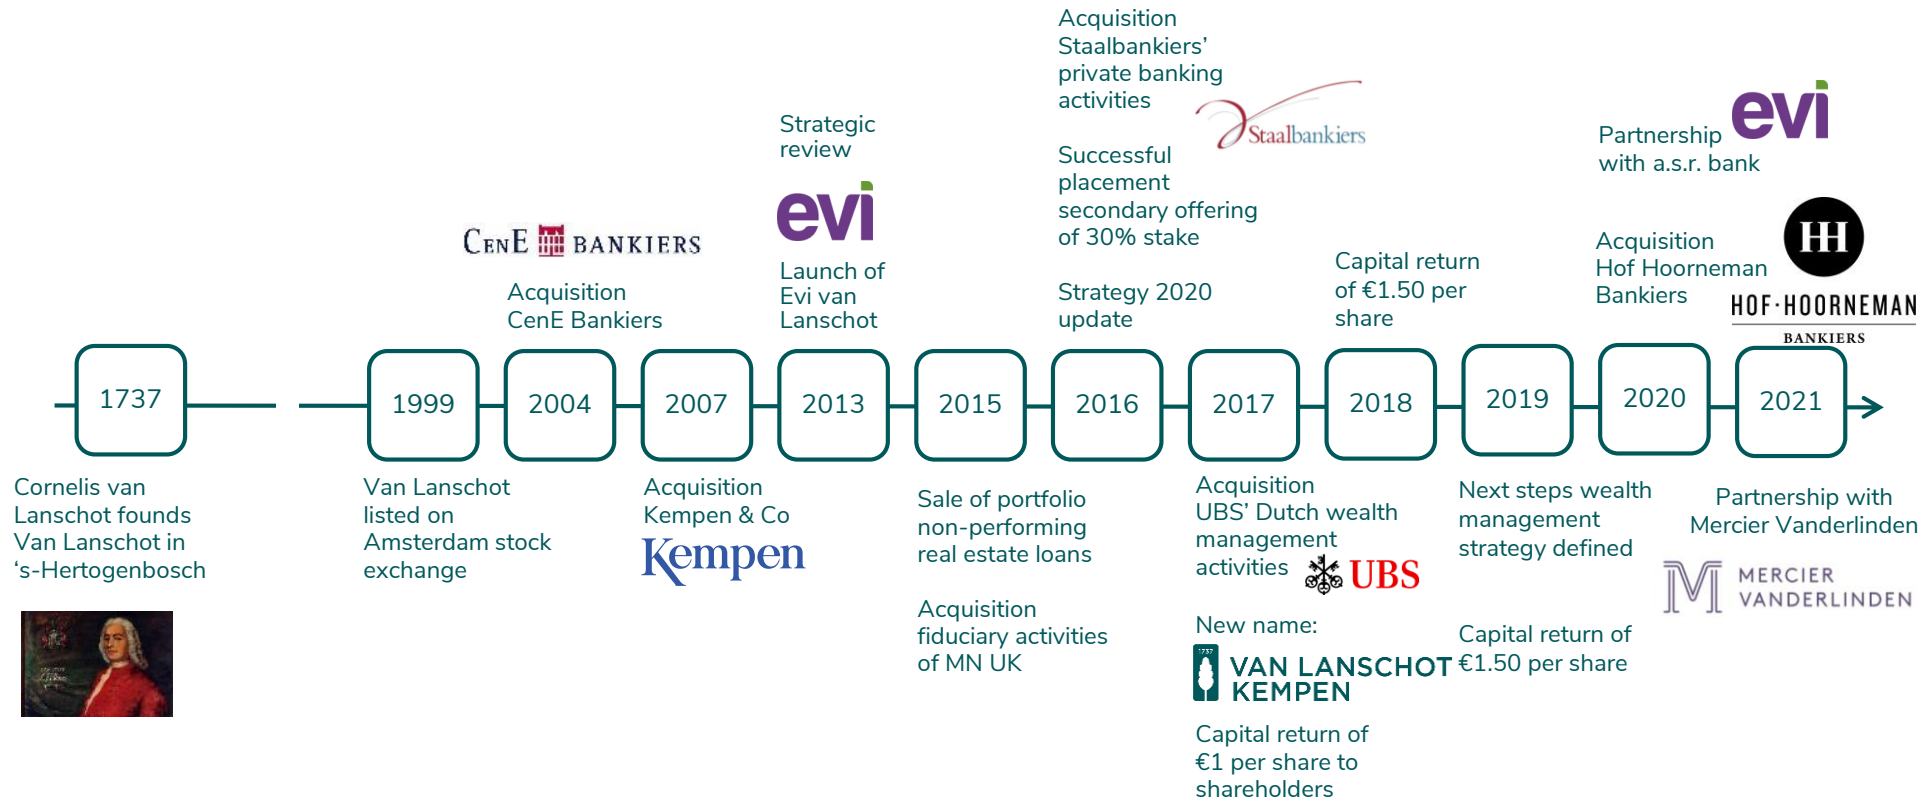 1737
Cornelis van
Lanschot founds
Van Lanschot in
‘s-Hertogenbosch
1999
Van Lanschot
listed on
Amsterdam stock
exchange
CENE BANKIERS
Acquisition
CenE Bankiers
2004
2007
Acquisition
Kempen & Co
Kempen
Strategic
review
evi
Launch of
Evi van
Lanschot
2013
2015
Sale of portfolio
non-performing
real estate loans
Acquisition
fiduciary activities
of MN UK
Acquisition
Staalbankiers’
private banking
activities
Staalbankiers
Successful
placement
secondary offering
of 30% stake
Strategy 2020
update
2016
2017
Acquisition
UBS’ Dutch wealth
management
activities
UBS
New name:
1737
VAN LANSCHOT
KEMPEN
Capital return of
€1 per share to
shareholders
Capital return
of €1.50 per
share
2018
2019
Next steps wealth
management
strategy defined
Capital return of
€1.50 per share
Partnership
with a.s.r. bank
evi
Acquisition
Hof Hoorneman
Bankiers
HH
HOF·HOORNEMAN
BANKIERS
2020
2021
Partnership with
Mercier Vanderlinden
M
MERCIER
VANDERLINDEN